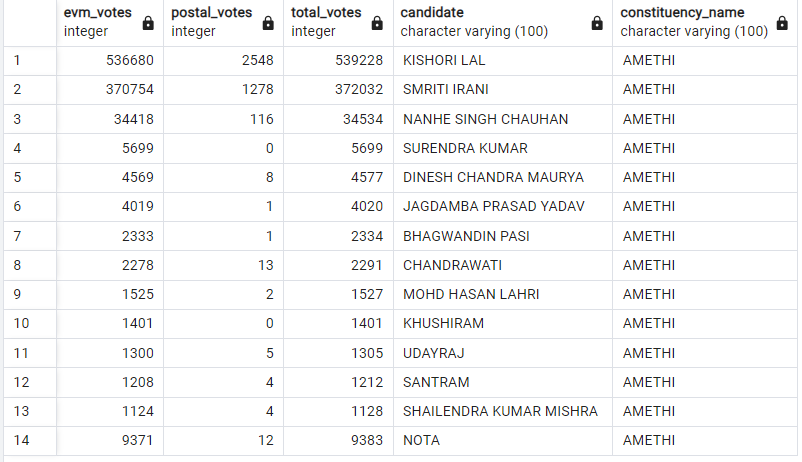 evm_votes postal_votes total_votes candidate constituency_name
integer integer integer character varying (100) character varying (100)
1 536680 2548 539228 KISHORI LAL AMETHI
2 370754 1278 372032 SMRITI IRANI AMETHI
3 34418 116 34534 NANHE SINGH CHAUHAN AMETHI
4 5699 0 5699 SURENDRA KUMAR AMETHI
5 4569 8 4577 DINESH CHANDRA MAURYA AMETHI
6 4019 1 4020 JAGDAMBA PRASAD YADAV AMETHI
7 2333 1 2334 BHAGWANDIN PASI AMETHI
8 2278 13 2291 CHANDRAWATI AMETHI
9 1525 2 1527 MOHD HASAN LAHRI AMETHI
10 1401 0 1401 KHUSHIRAM AMETHI
11 1300 5 1305 UDAYRAJ AMETHI
12 1208 4 1212 SANTRAM AMETHI
13 1124 4 1128 SHAILENDRA KUMAR MISHRA AMETHI
14 9371 12 9383 NOTA AMETHI